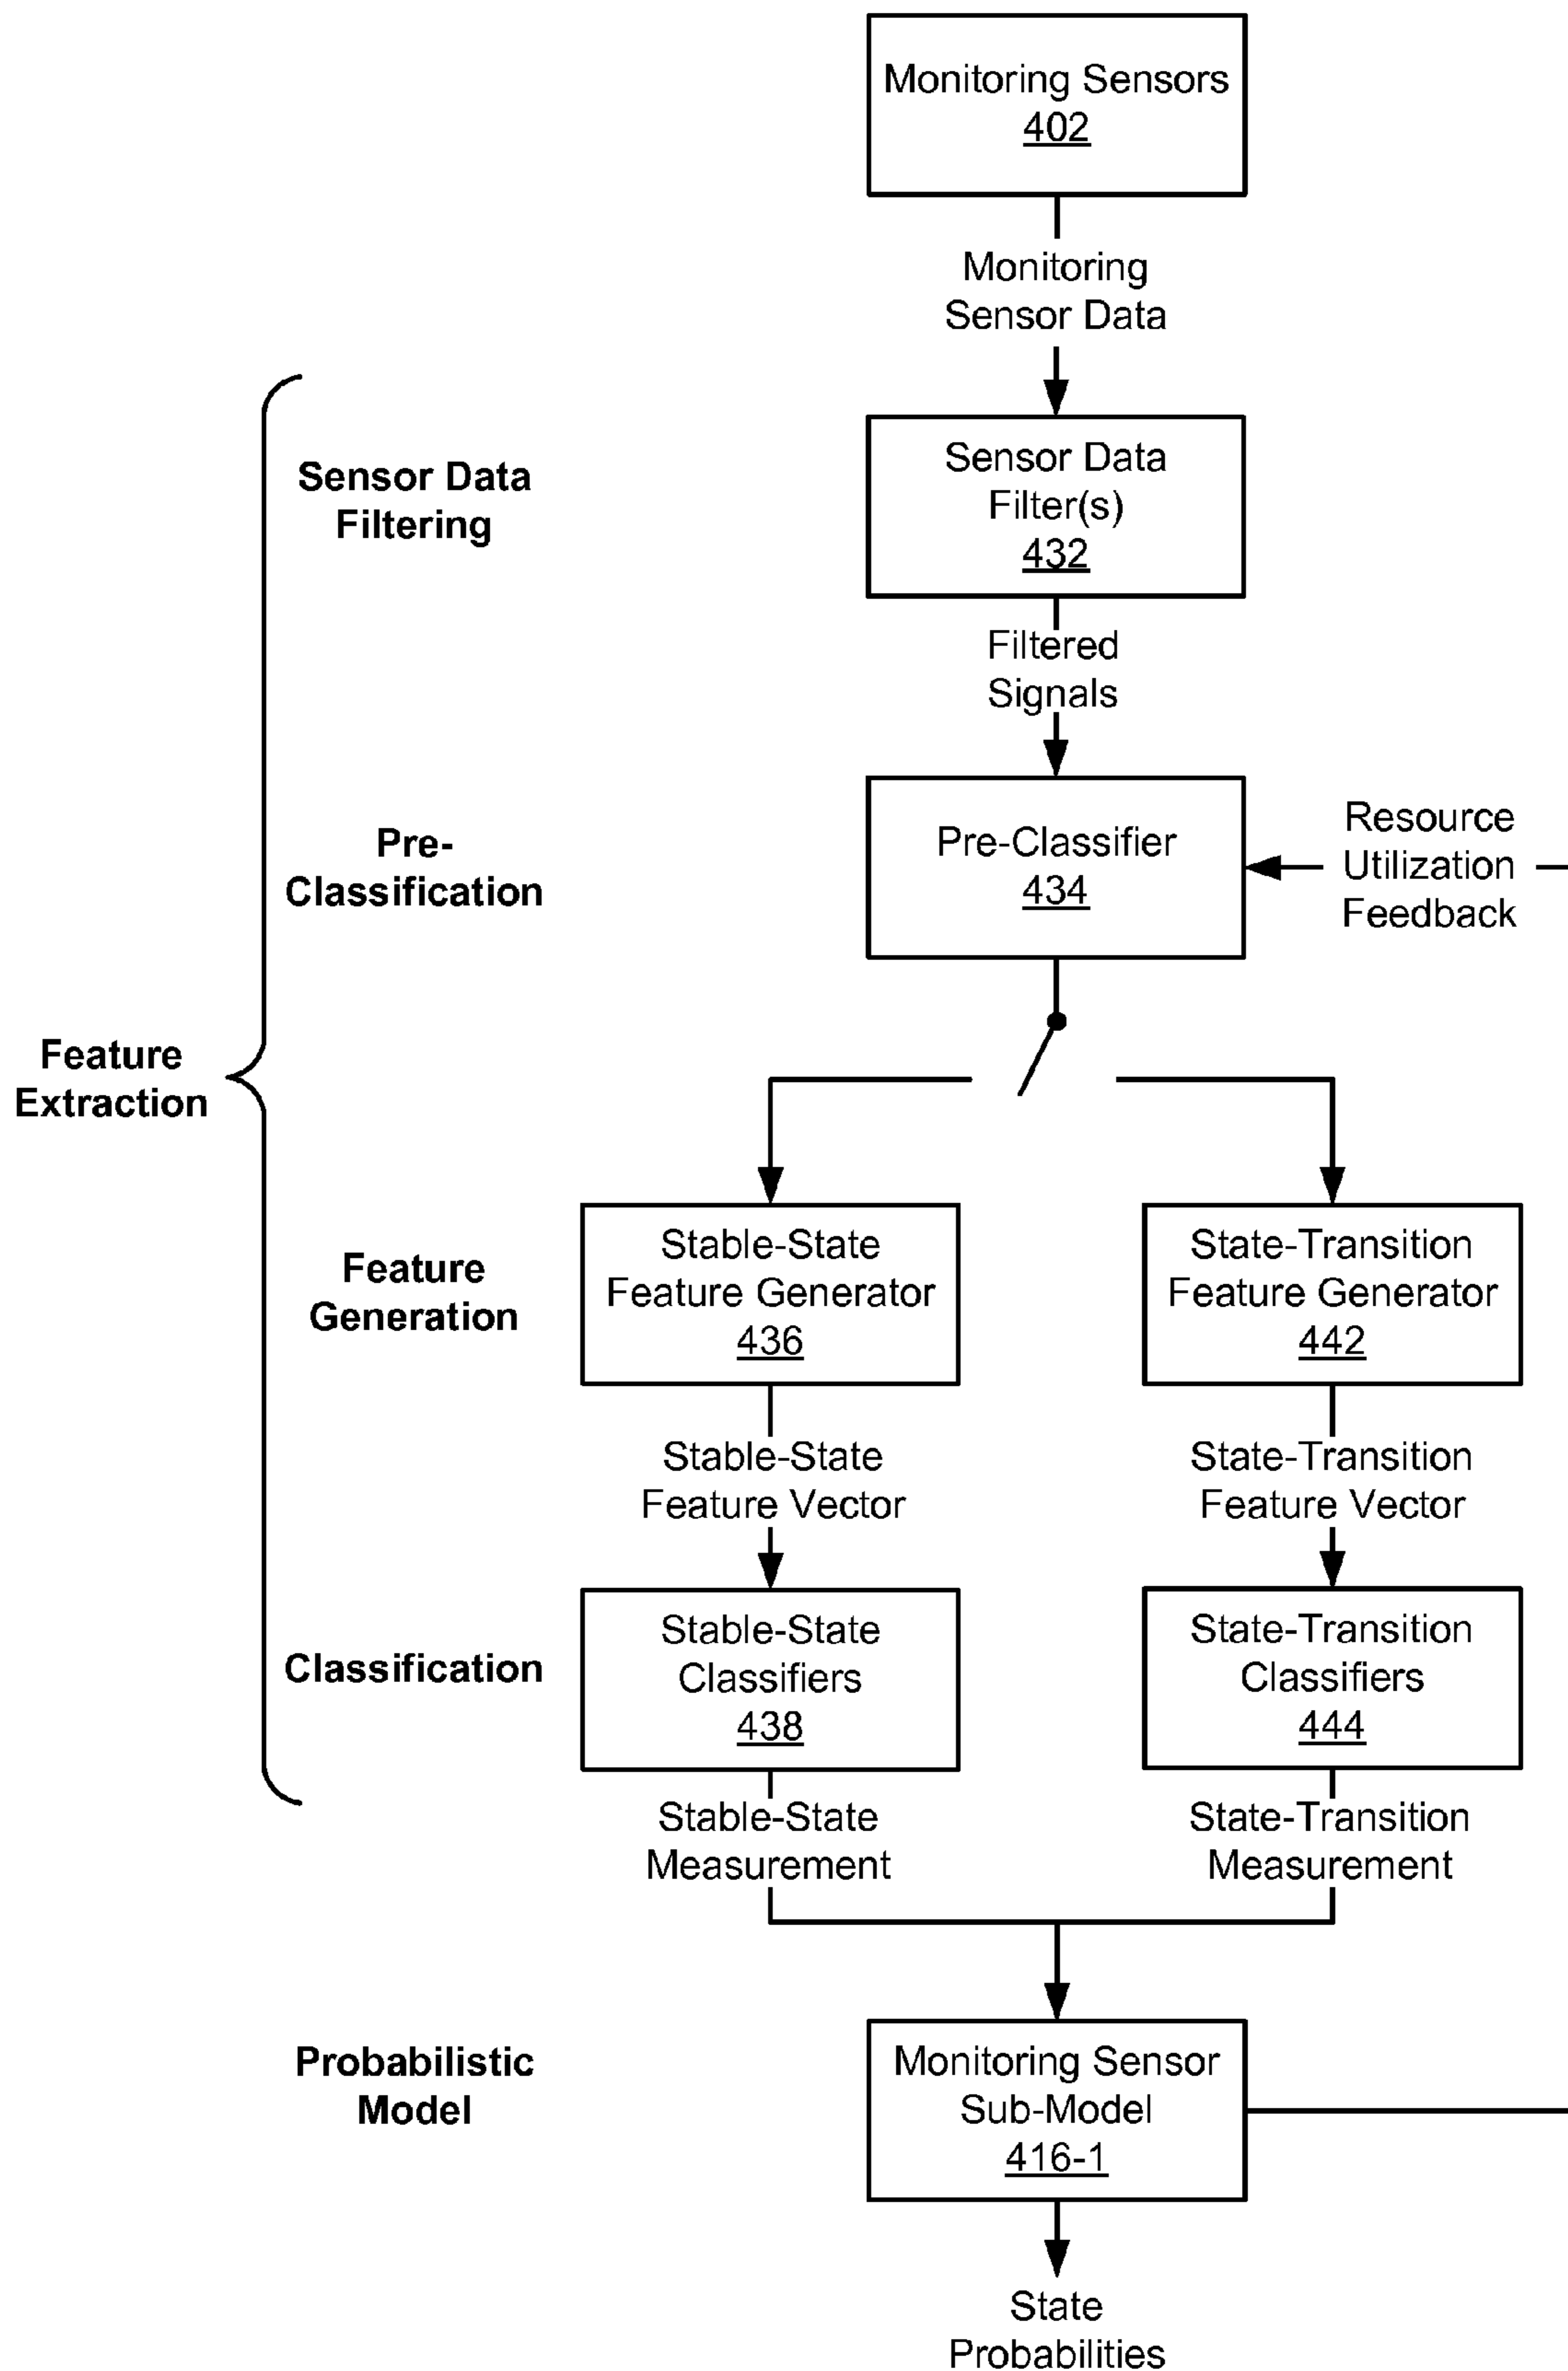 Monitoring Sensors
402
Monitoring
Sensor Data
Sensor Data
Filtering
Sensor Data
Filter(s)
432
Filtered
Signals
Pre-
Classification
Pre-Classifier
434
Resource
Utilization
Feedback
Feature
Extraction
Feature
Generation
Stable-State
Feature Generator
436
State-Transition
Feature Generator
442
Stable-State
Feature Vector
State-Transition
Feature Vector
Classification
Stable-State
Classifiers
438
State-Transition
Classifiers
444
Stable-State
Measurement
State-Transition
Measurement
Probabilistic
Model
Monitoring Sensor
Sub-Model
416-1
State
Probabilities